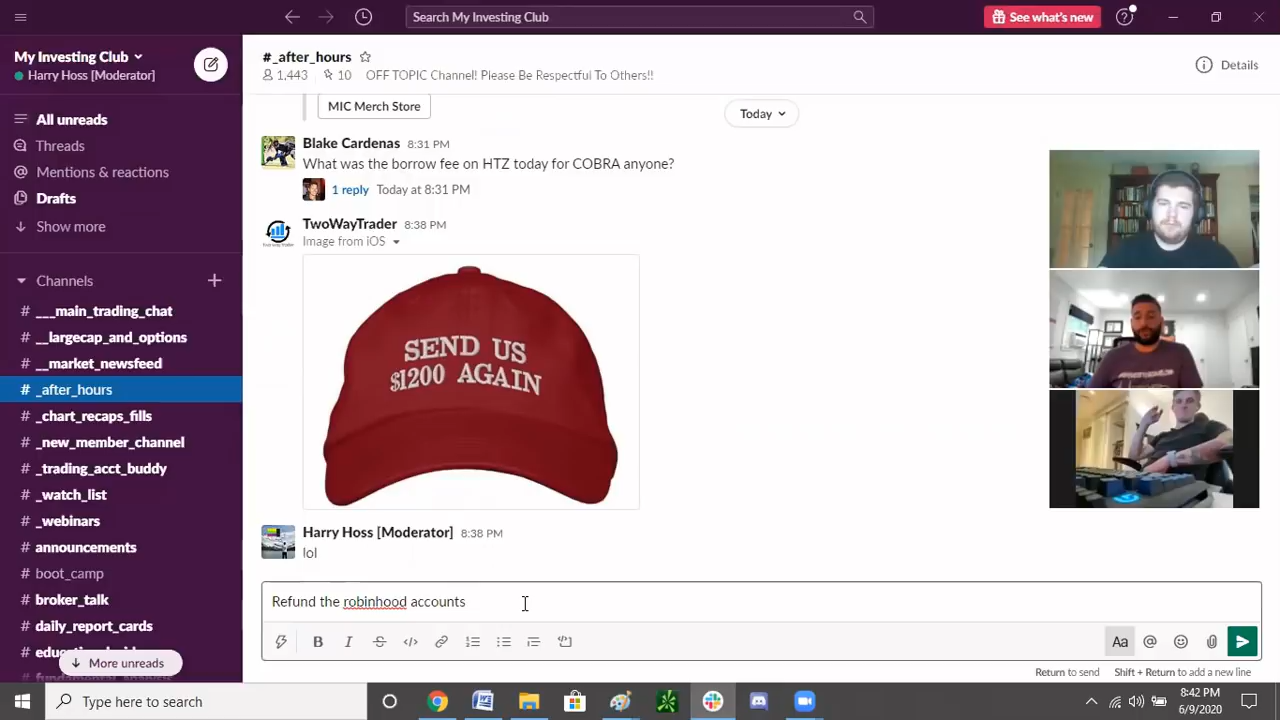 Search My Investing Club
See what's new
My Investing Club
Harry Hoss [Moderator]
#_after_hours
1,443
10
OFF TOPIC Channel! Please Be Respectful To Others!!
Details
All unreads
Threads
Mentions & reactions
Drafts
Show more
Channels
# ___main_trading_chat
# __largecap_and_options
# __market_newsfeed
# _after_hours
# _chart_recaps_fills
# _new_member_channel
# _trading_acct_buddy
# _watch_list
# _webinars
# announcements
# boot_camp
# broker_talk
# daily_report_cards
More unreads
MIC Merch Store
Today
Blake Cardenas 8:31 PM
What was the borrow fee on HTZ today for COBRA anyone?
1 reply Today at 8:31 PM
TwoWayTrader 8:38 PM
Image from iOS
SEND US
$1200 AGAIN
Harry Hoss [Moderator] 8:38 PM
lol
Refund the robinhood accounts
B I S </> Aa @
Return to send Shift + Return to add a new line
Type here to search
8:42 PM
6/9/2020